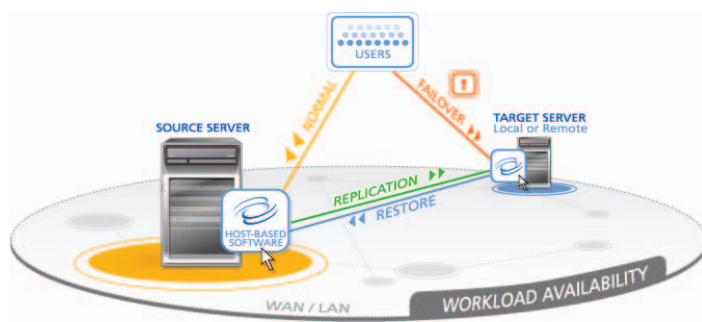 USERS
NORMAL
FAILOVER
!
SOURCE SERVER
TARGET SERVER
Local or Remote
REPLICATION
RESTORE
HOST-BASED
SOFTWARE
WAN / LAN
WORKLOAD AVAILABILITY